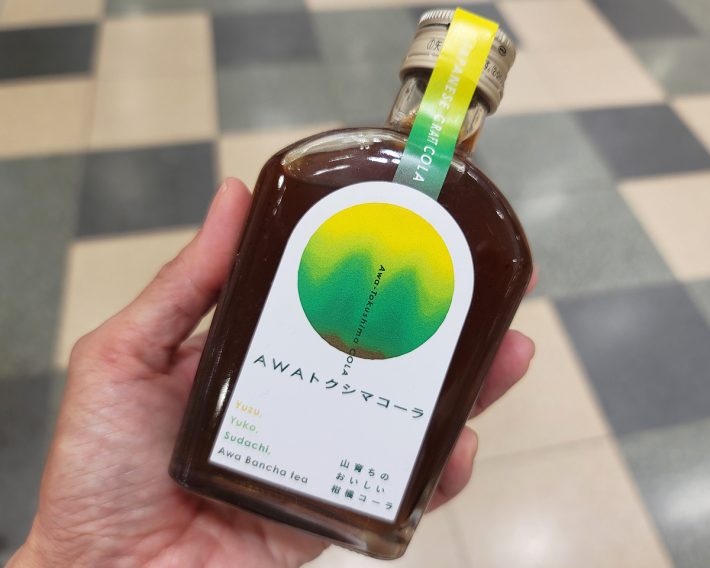 JAPANESE CRAFT COLA
Awa-Tokushima COLA
AWAトクシマコーラ
Yuzu,
Yuko,
Sudachi,
Awa Bancha tea
山育ちの
おいしい
柑橘コーラ